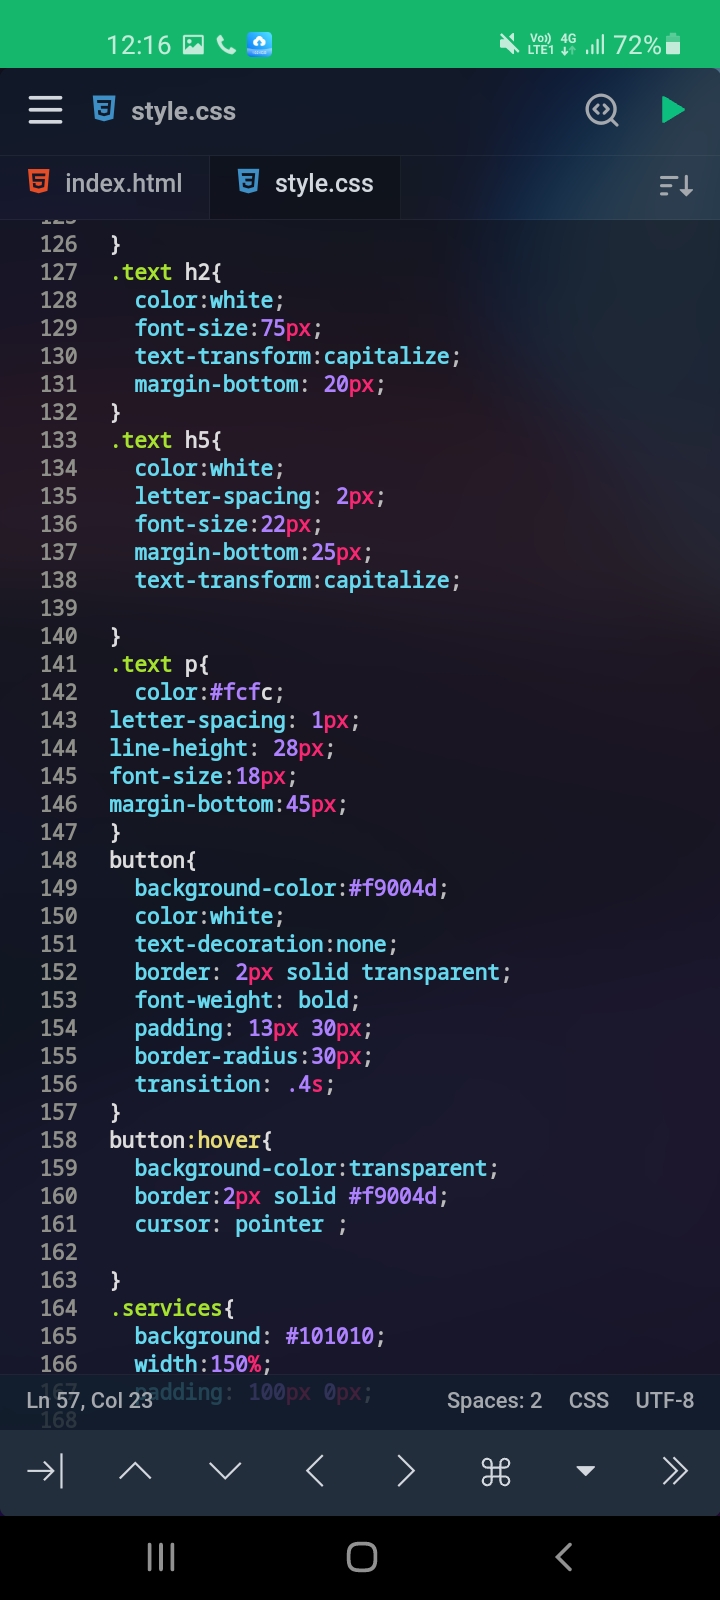 12:16 Vo)) LTE1 4G 72%
style.css
index.html style.css
125
126 }
127 .text h2{
128 color:white;
129 font-size:75px;
130 text-transform:capitalize;
131 margin-bottom: 20px;
132 }
133 .text h5{
134 color:white;
135 letter-spacing: 2px;
136 font-size:22px;
137 margin-bottom:25px;
138 text-transform:capitalize;
139
140 }
141 .text p{
142 color:#fcfc;
143 letter-spacing: 1px;
144 line-height: 28px;
145 font-size:18px;
146 margin-bottom:45px;
147 }
148 button{
149 background-color:#f9004d;
150 color:white;
151 text-decoration:none;
152 border: 2px solid transparent;
153 font-weight: bold;
154 padding: 13px 30px;
155 border-radius:30px;
156 transition: .4s;
157 }
158 button:hover{
159 background-color:transparent;
160 border:2px solid #f9004d;
161 cursor: pointer ;
162
163 }
164 .services{
165 background: #101010;
166 width:150%;
167 padding: 100px 0px;
Ln 57, Col 23 Spaces: 2 CSS UTF-8
168